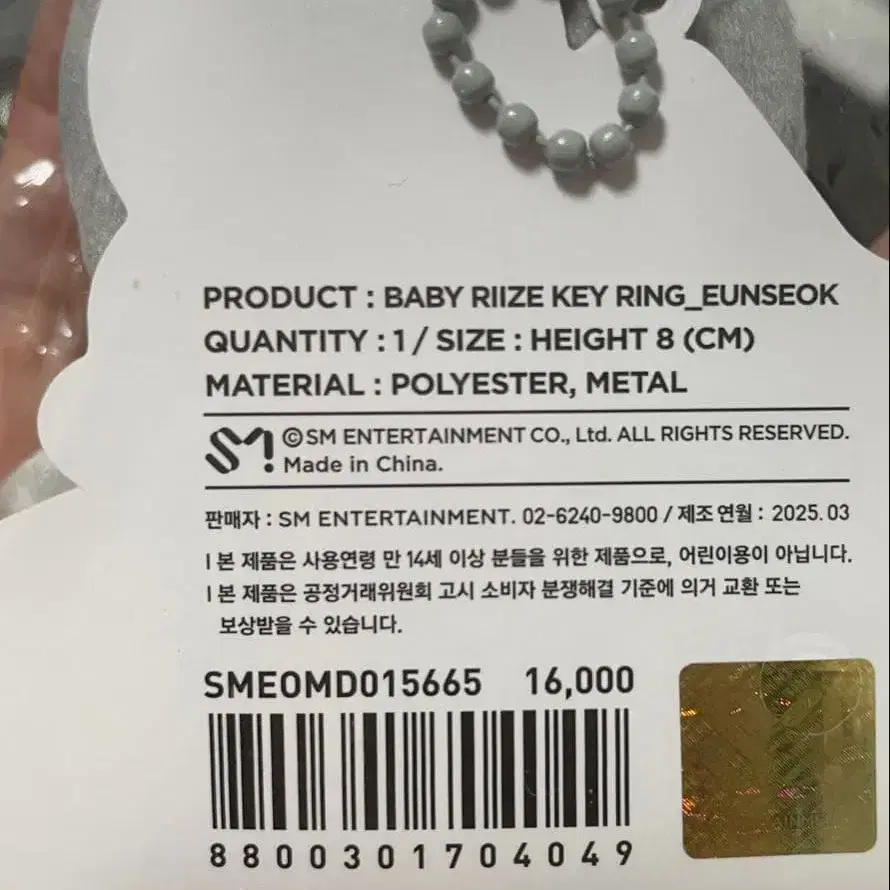 PRODUCT : BABY RIIZE KEY RING_EUNSEOK
QUANTITY : 1 / SIZE : HEIGHT 8 (CM)
MATERIAL : POLYESTER, METAL
SM! ©SM ENTERTAINMENT CO., Ltd. ALL RIGHTS RESERVED.
Made in China.
판매자 : SM ENTERTAINMENT. 02-6240-9800 / 제조연월 : 2025.03
l 본 제품은 사용연령 만 14세 이상 분들을 위한 제품으로, 어린이용이 아닙니다.
l 본 제품은 공정거래위원회 고시 소비자 분쟁해결 기준에 의거 교환 또는
보상받을 수 있습니다.
SMEOMD015665 16,000
8800301704049